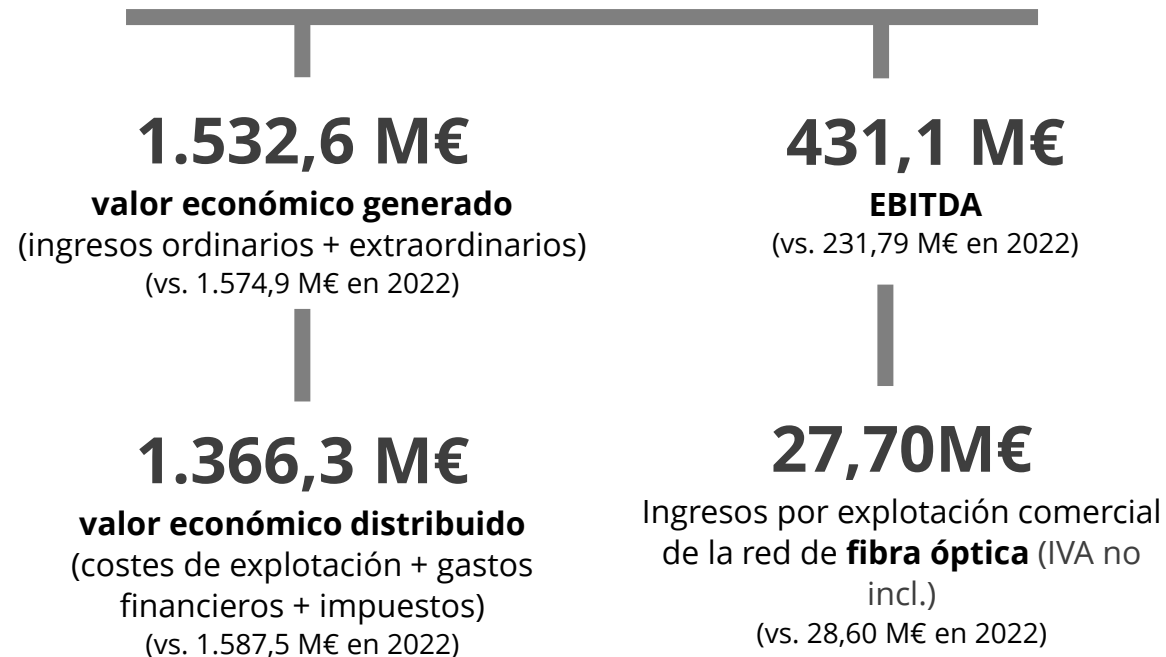 1.532,6 M€
valor económico generado
(ingresos ordinarios + extraordinarios)
(vs. 1.574,9 M€ en 2022)
1.366,3 M€
valor económico distribuido
(costes de explotación + gastos
financieros + impuestos)
(vs. 1.587,5 M€ en 2022)
431,1 M€
EBITDA
(vs. 231,79 M€ en 2022)
27,70M€
Ingresos por explotación comercial
de la red de fibra óptica (IVA no
incl.)
(vs. 28,60 M€ en 2022)